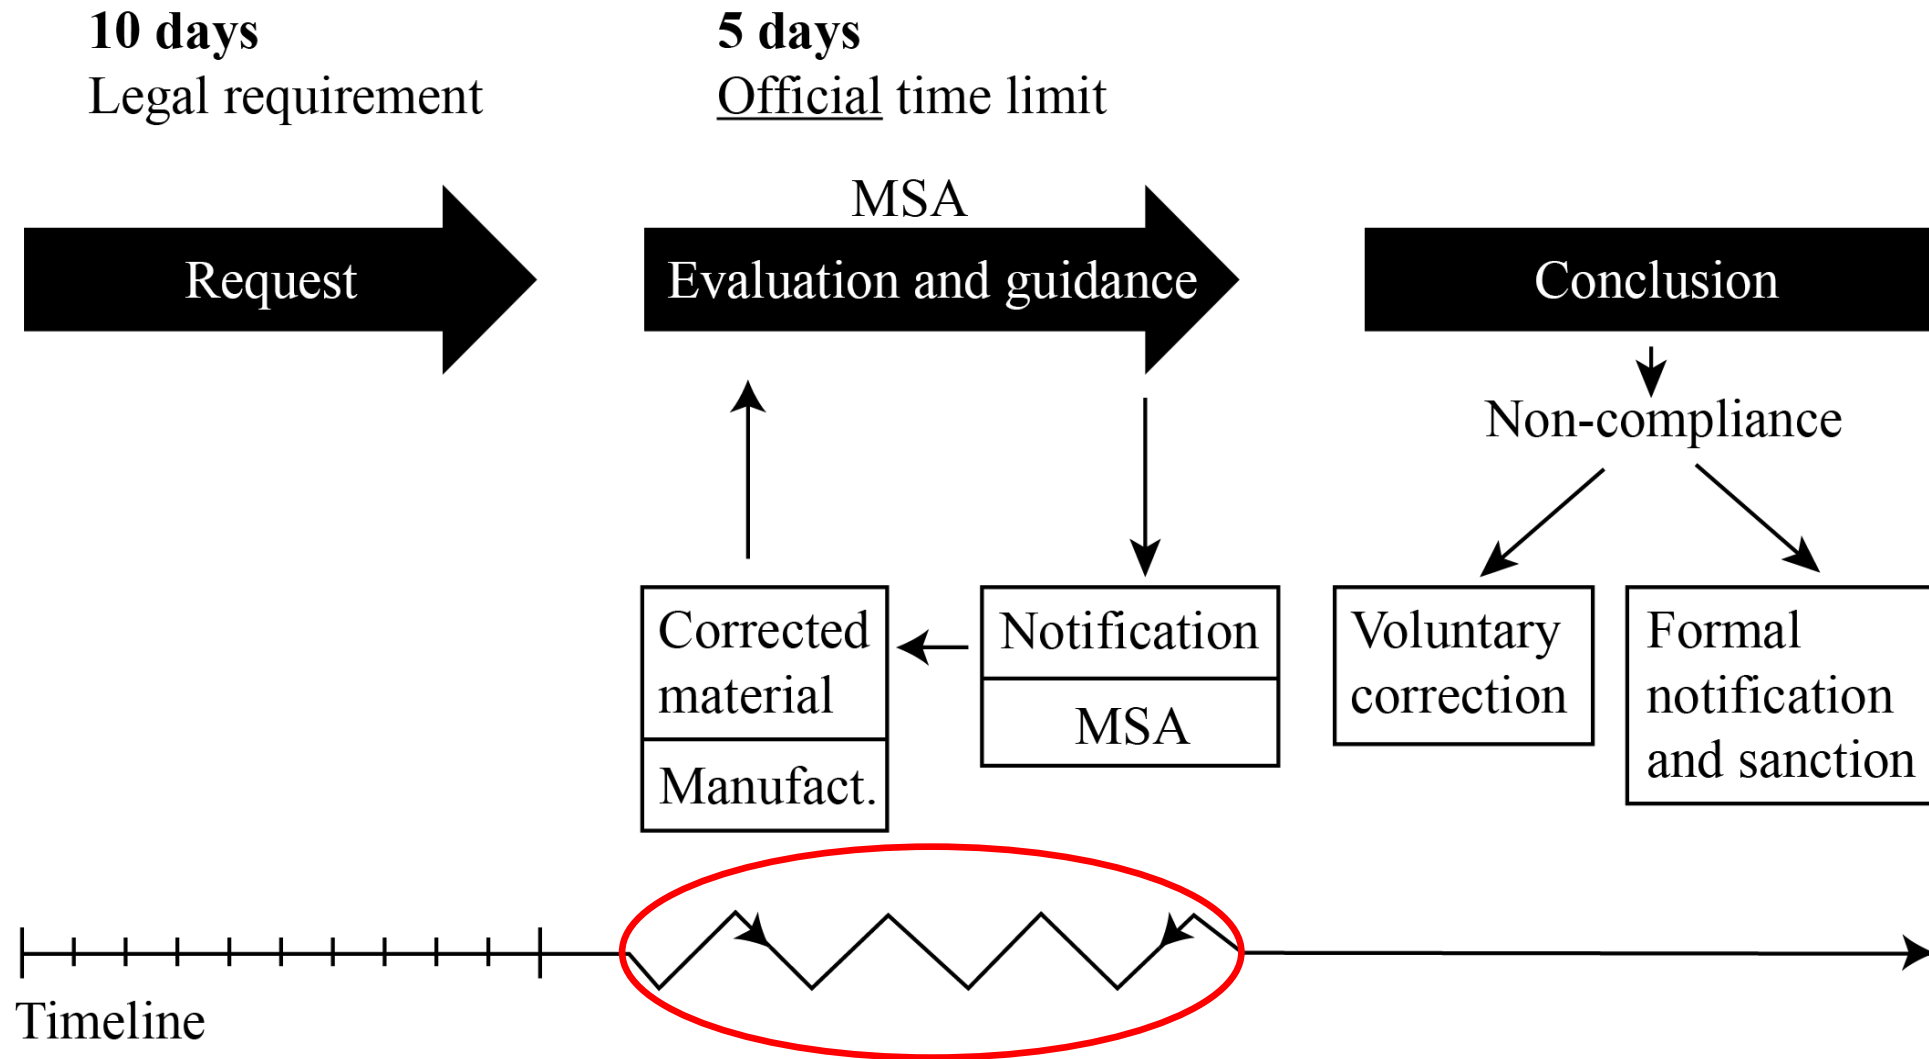 10 days
Legal requirement
5 days
Official time limit
MSA
Request
Evaluation and guidance
Conclusion
Non-compliance
Corrected
material
Manufact.
Notification
MSA
Voluntary
correction
Formal
notification
and sanction
Timeline